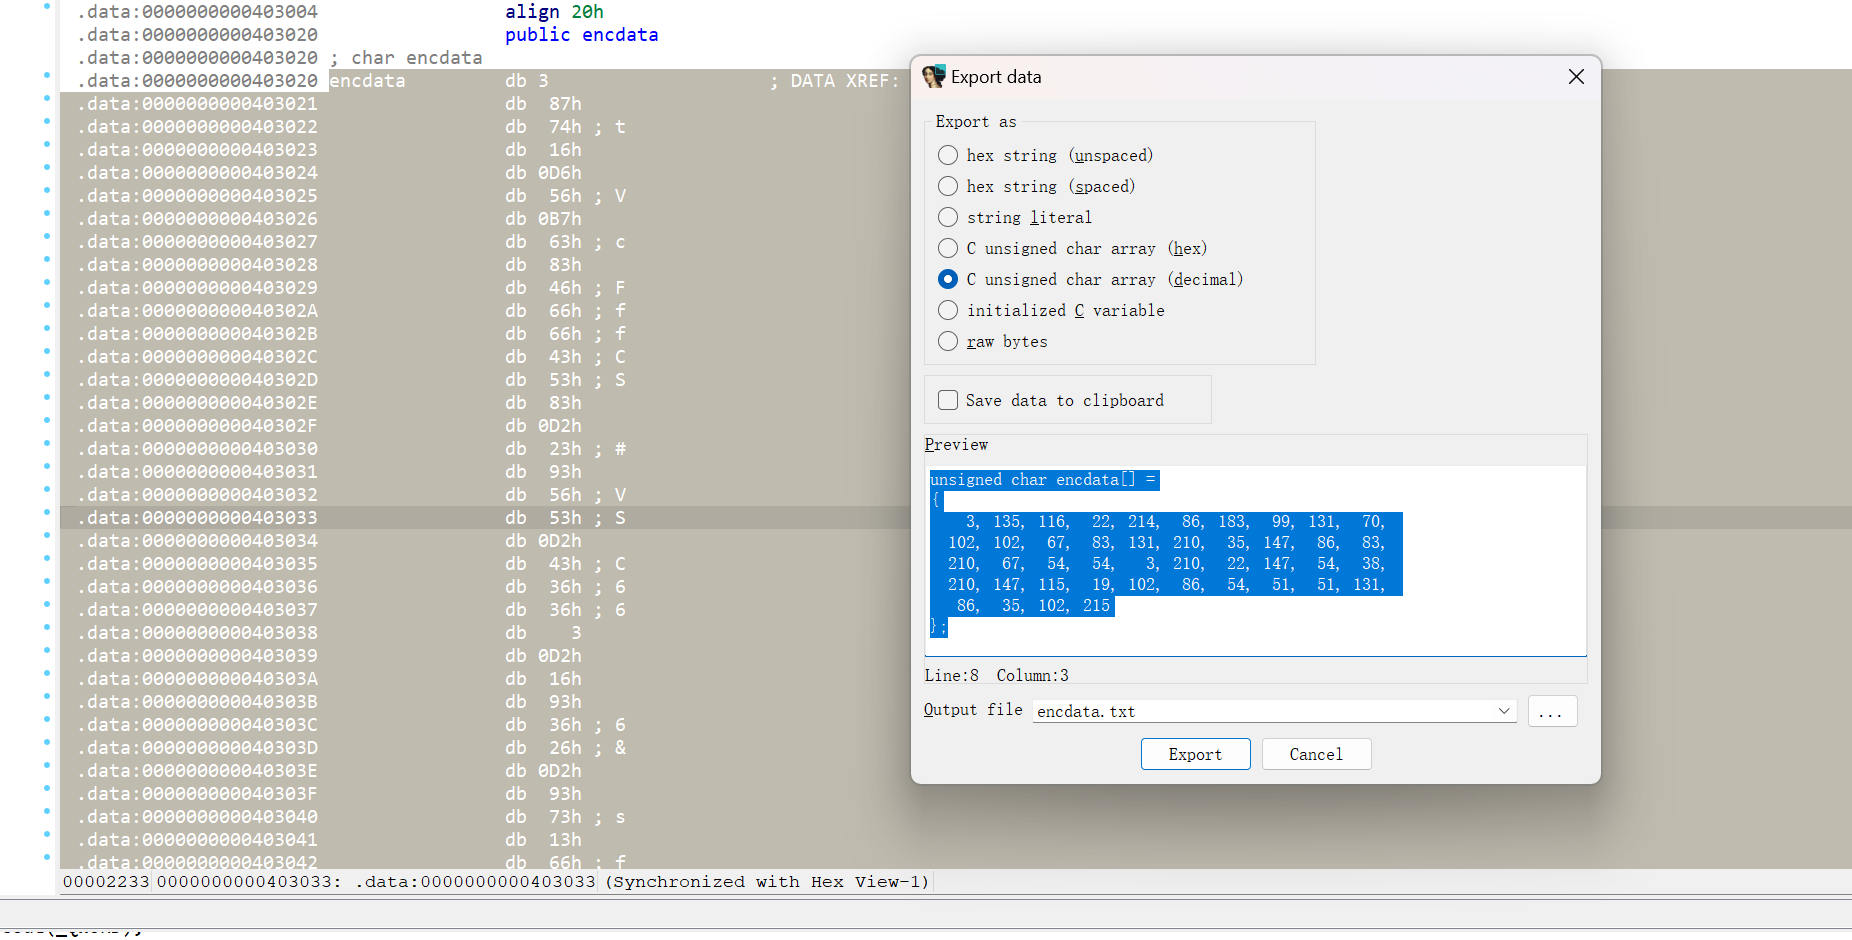 .data:0000000000403004 align 20h
.data:0000000000403020 public encdata
.data:0000000000403020 ; char encdata
.data:0000000000403020 encdata db 3 ; DATA XREF:
.data:0000000000403021 db 87h
.data:0000000000403022 db 74h ; t
.data:0000000000403023 db 16h
.data:0000000000403024 db 0D6h
.data:0000000000403025 db 56h ; V
.data:0000000000403026 db 0B7h
.data:0000000000403027 db 63h ; c
.data:0000000000403028 db 83h
.data:0000000000403029 db 46h ; F
.data:000000000040302A db 66h ; f
.data:000000000040302B db 66h ; f
.data:000000000040302C db 43h ; C
.data:000000000040302D db 53h ; S
.data:000000000040302E db 83h
.data:000000000040302F db 0D2h
.data:0000000000403030 db 23h ; #
.data:0000000000403031 db 93h
.data:0000000000403032 db 56h ; V
.data:0000000000403033 db 53h ; S
.data:0000000000403034 db 0D2h
.data:0000000000403035 db 43h ; C
.data:0000000000403036 db 36h ; 6
.data:0000000000403037 db 36h ; 6
.data:0000000000403038 db 3
.data:0000000000403039 db 0D2h
.data:000000000040303A db 16h
.data:000000000040303B db 93h
.data:000000000040303C db 36h ; 6
.data:000000000040303D db 26h ; &
.data:000000000040303E db 0D2h
.data:000000000040303F db 93h
.data:0000000000403040 db 73h ; s
.data:0000000000403041 db 13h
.data:0000000000403042 db 66h ; f
00002233 0000000000403033: .data:0000000000403033 (Synchronized with Hex View-1)
Export data
Export as
hex string (unspaced)
hex string (spaced)
string literal
C unsigned char array (hex)
C unsigned char array (decimal)
initialized C variable
raw bytes
Save data to clipboard
Preview
unsigned char encdata[] =
{
3, 135, 116, 22, 214, 86, 183, 99, 131, 70,
102, 102, 67, 83, 131, 210, 35, 147, 86, 83,
210, 67, 54, 54, 3, 210, 22, 147, 54, 38,
210, 147, 115, 19, 102, 86, 54, 51, 51, 131,
86, 35, 102, 215
};
Line:8 Column:3
Output file encdata.txt ...
Export Cancel